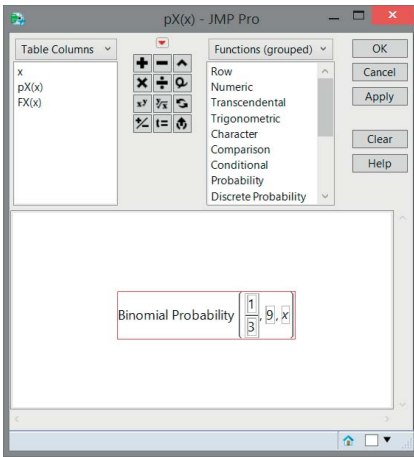 pX(x) - JMP Pro
Table Columns
x
pX(x)
FX(x)
Functions (grouped)
Row
Numeric
Transcendental
Trigonometric
Character
Comparison
Conditional
Probability
Discrete Probability
OK
Cancel
Apply
Clear
Help
Binomial Probability ( 1/3 , 9, x )